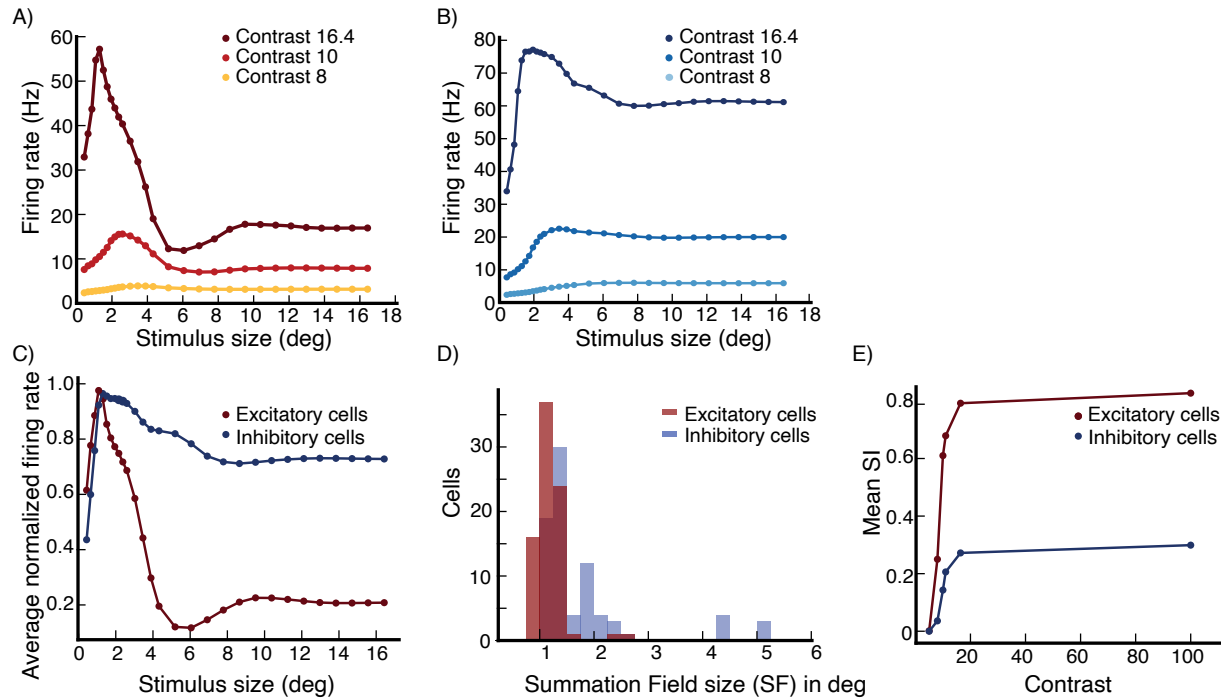 A)
Firing rate (Hz)
60
50
40
30
20
10
0
Contrast 16.4
Contrast 10
Contrast 8
0 2 4 6 8 10 12 14 16 18
Stimulus size (deg)
B)
Firing rate (Hz)
80
70
60
50
40
30
20
10
0
Contrast 16.4
Contrast 10
Contrast 8
0 2 4 6 8 10 12 14 16 18
Stimulus size (deg)
C)
Average normalized firing rate
1.0
0.8
0.6
0.4
0.2
Excitatory cells
Inhibitory cells
0 2 4 6 8 10 12 14 16
Stimulus size (deg)
D)
Cells
30
20
10
0
Excitatory cells
Inhibitory cells
1 2 3 4 5 6
Summation Field size (SF) in deg
E)
Mean SI
0.8
0.6
0.4
0.2
0
Excitatory cells
Inhibitory cells
20 40 60 80 100
Contrast